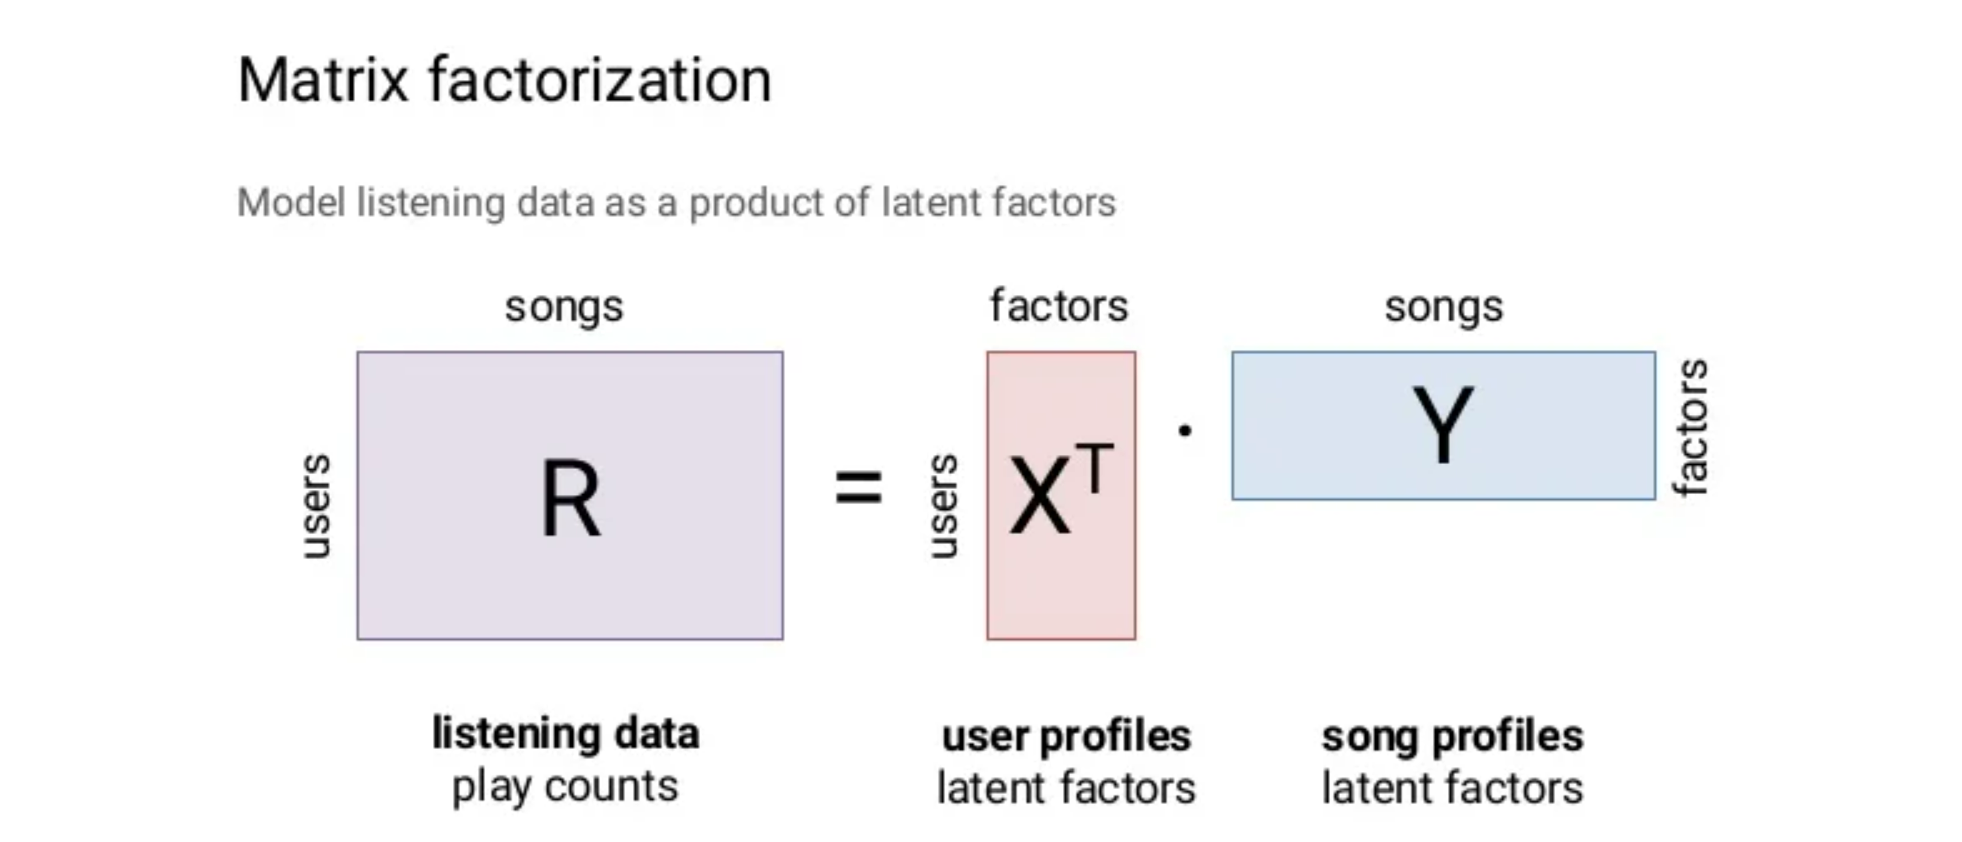 Matrix factorization
Model listening data as a product of latent factors
songs
factors
songs
users
R
=
users
X^T
·
Y
factors
listening data
play counts
user profiles
latent factors
song profiles
latent factors